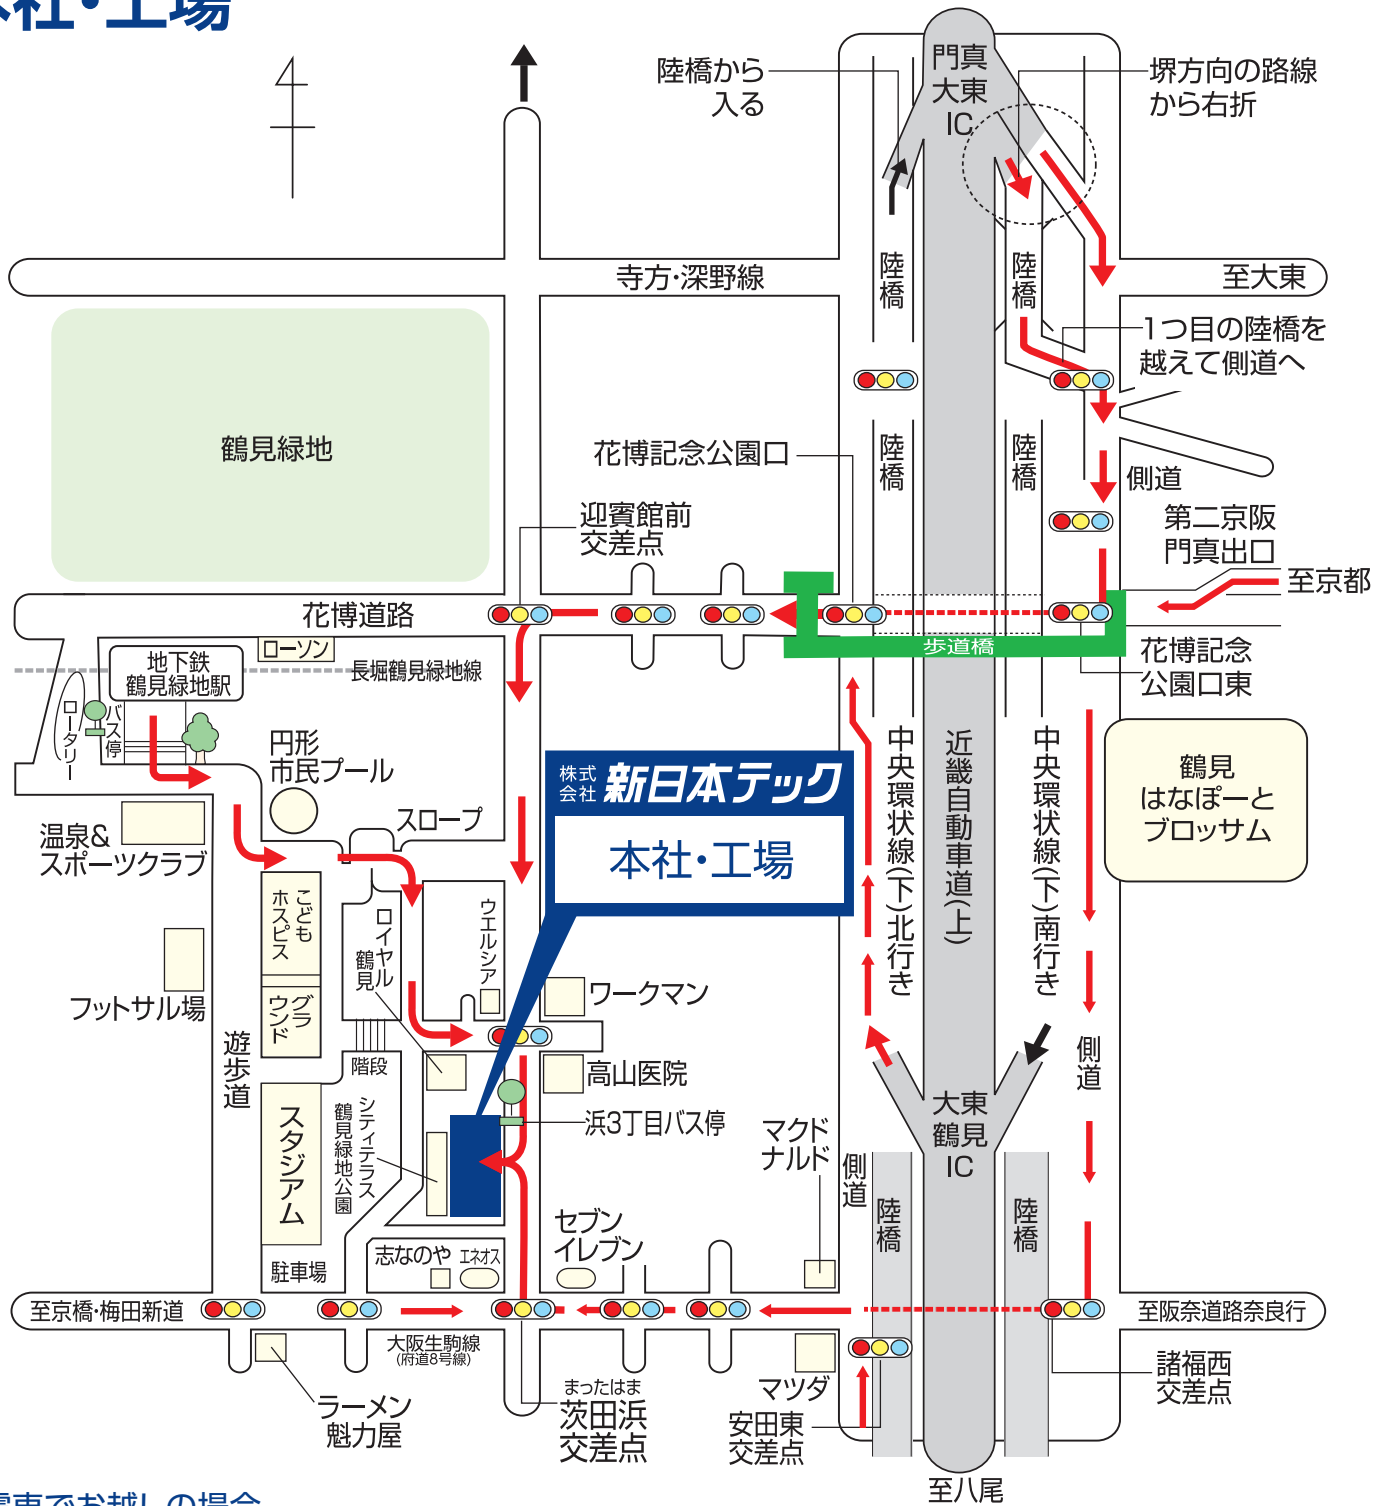 本社・工場
陸橋から
入る
門真
大東
IC
堺方向の路線
から右折
陸橋
陸橋
寺方・深野線
至大東
1つ目の陸橋を
越えて側道へ
鶴見緑地
花博記念公園口
陸橋
陸橋
側道
迎賓館前
交差点
第二京阪
門真出口
至京都
花博道路
歩道橋
花博記念
公園口東
ローソン
地下鉄
鶴見緑地駅
長堀鶴見緑地線
ロータリー
バス停
円形
市民プール
株式
会社
新日本テック
本社・工場
中央環状線(下)北行き
近畿自動車道(上)
中央環状線(下)南行き
鶴見
はなぽーと
ブロッサム
温泉&
スポーツクラブ
スロープ
こども
ホスピス
ロイヤル
鶴見
ウエルシア
フットサル場
グラ
ウンド
ワークマン
遊歩道
階段
高山医院
側道
スタジアム
シティテラス
鶴見緑地公園
浜3丁目バス停
マクド
ナルド
大東
鶴見
IC
側道
陸橋
陸橋
セブン
イレブン
志なのや
エネオス
駐車場
至京橋・梅田新道
大阪生駒線
(府道8号線)
至阪奈道路奈良行
ラーメン
魁力屋
まったはま
茨田浜
交差点
マツダ
安田東
交差点
諸福西
交差点
至八尾
電車でお越しの場合